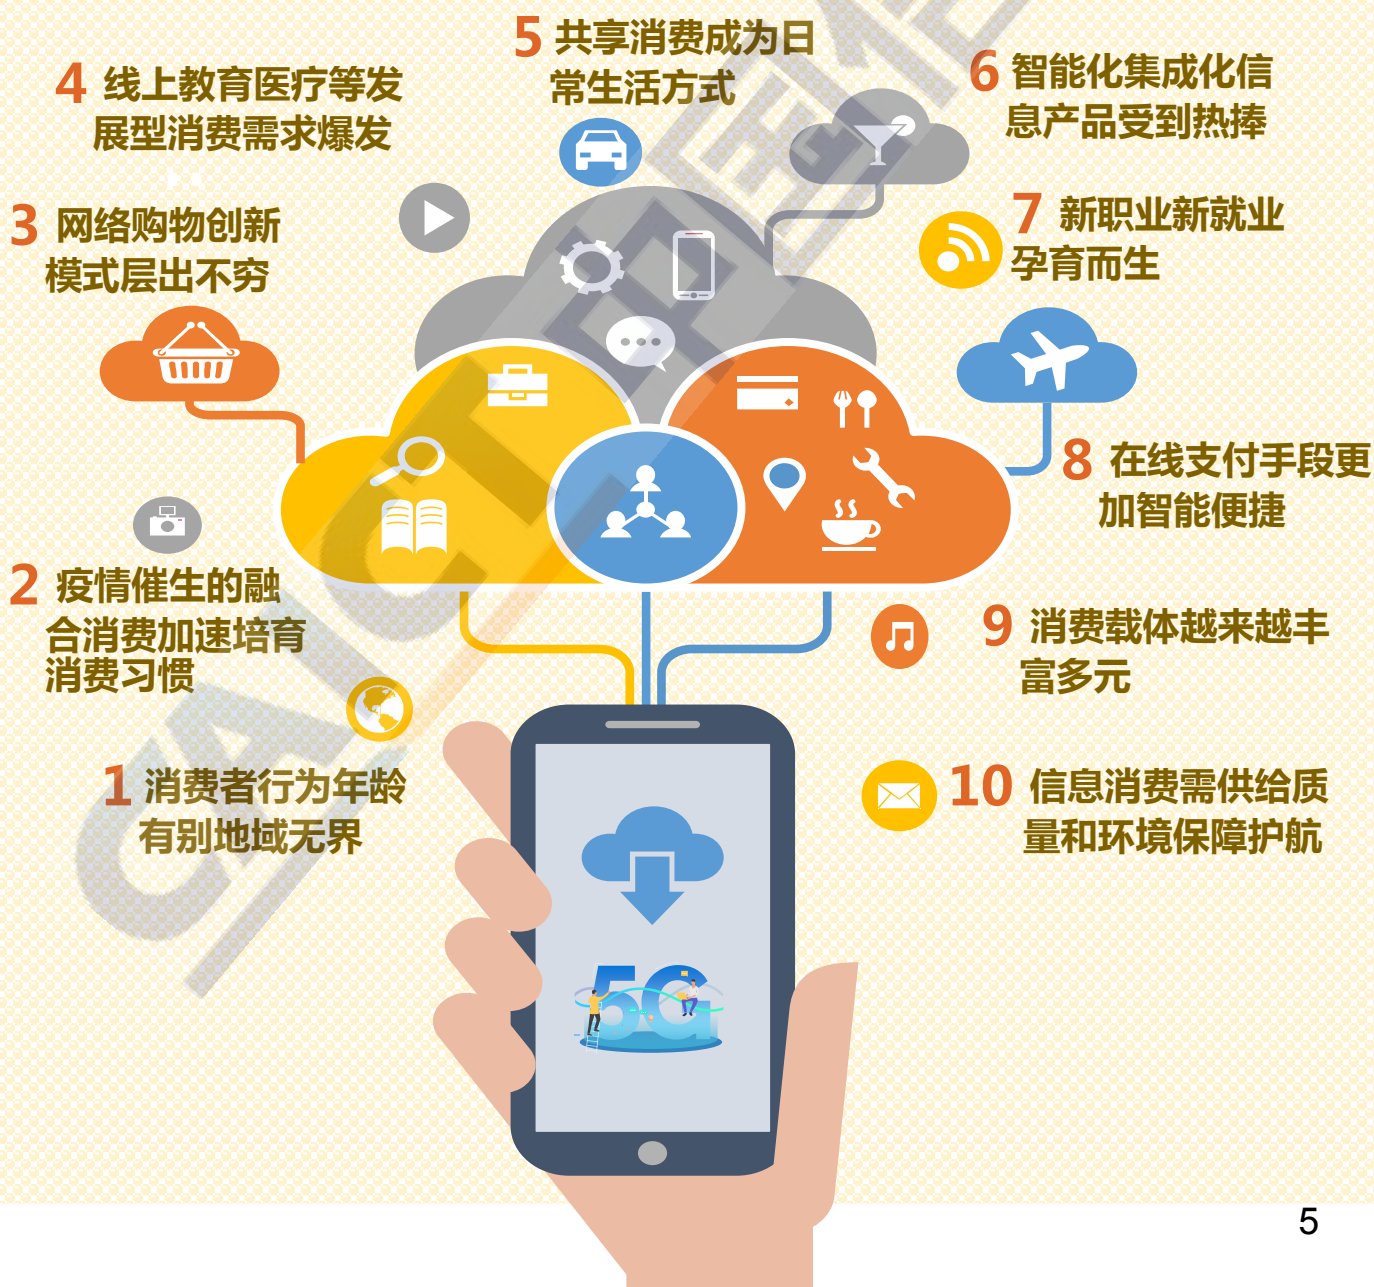 5 共享消费成为日
常生活方式
4 线上教育医疗等发
展型消费需求爆发
6 智能化集成化信
息产品受到热捧
3 网络购物创新
模式层出不穷
7 新职业新就业
孕育而生
8 在线支付手段更
加智能便捷
2 疫情催生的融
合消费加速培育
消费习惯
9 消费载体越来越丰
富多元
1 消费者行为年龄
有别地域无界
10 信息消费需供给质
量和环境保障护航
5G
5
CAICT